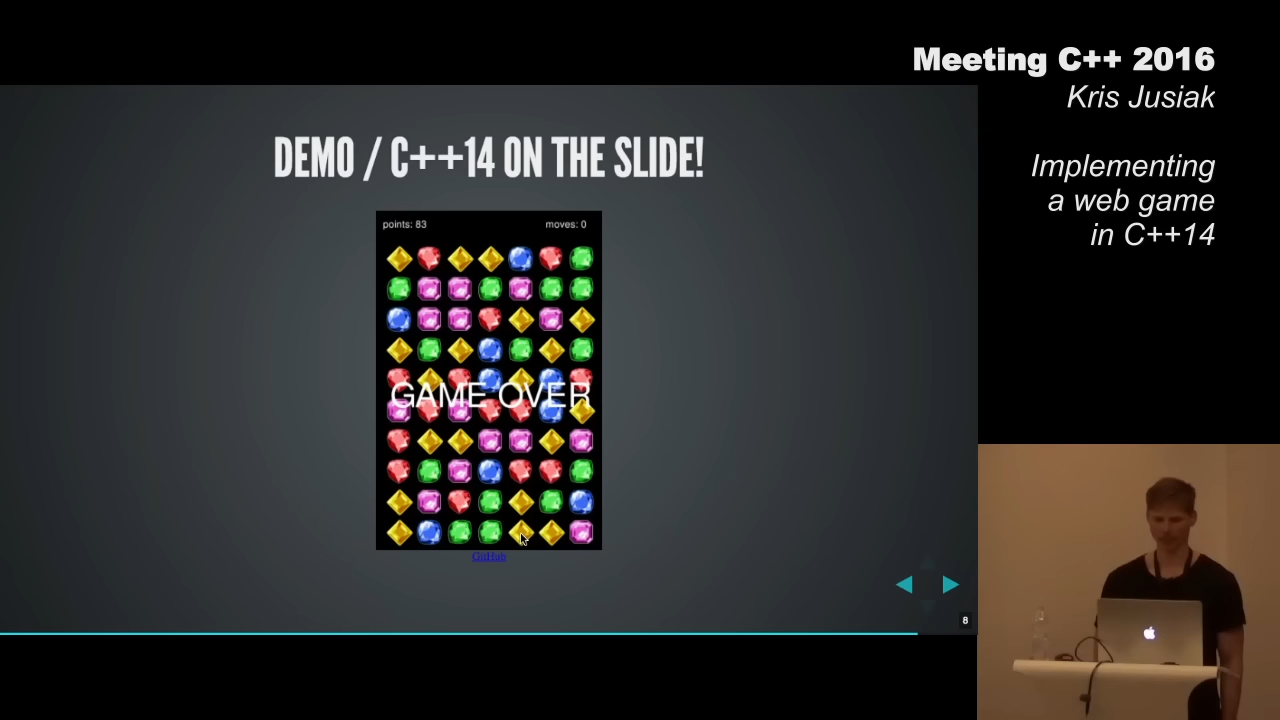 Meeting C++ 2016
Kris Jusiak
Implementing
a web game
in C++14
DEMO / C++14 ON THE SLIDE!
points: 83
moves: 0
GAME OVER
GitHub
8